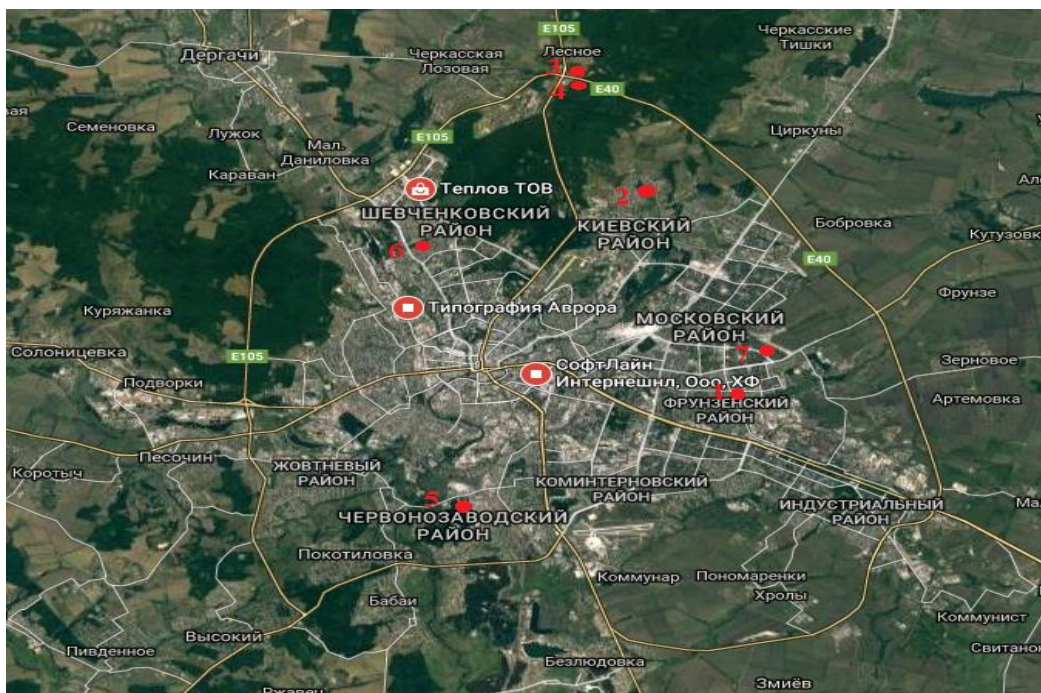 E105
Лесное
Черкасские
Тишки
Дергачи
Черкасская
Лозовая
3
4
E40
Семеновка
Лужок
Мал.
Даниловка
E105
Циркуны
Караван
Теплов ТОВ
2
ШЕВЧЕНКОВСКИЙ
РАЙОН
КИЕВСКИЙ
РАЙОН
Бобровка
Кутузовк
6
E40
Фрунзе
Куряжанка
Типография Аврора
МОСКОВСКИЙ
РАЙОН
Солоницевка
E105
7
Зерновое
СофтЛайн
Интернешнл, Ооо, ХФ
Подворки
1
ФРУНЗЕНСКИЙ
РАЙОН
Артемовка
Песочин
Коротыч
ЖОВТНЕВЫЙ
РАЙОН
КОМИНТЕРНОВСКИЙ
РАЙОН
5
ЧЕРВОНОЗАВОДСКИЙ
РАЙОН
ИНДУСТРИАЛЬНЫЙ
РАЙОН
Мал
Покотиловка
Коммунар
Пономаренки
Хролы
Бабаи
Коммунист
Высокий
Пивденное
Свитанок
Безлюдовка
Змиёв
Ржавец